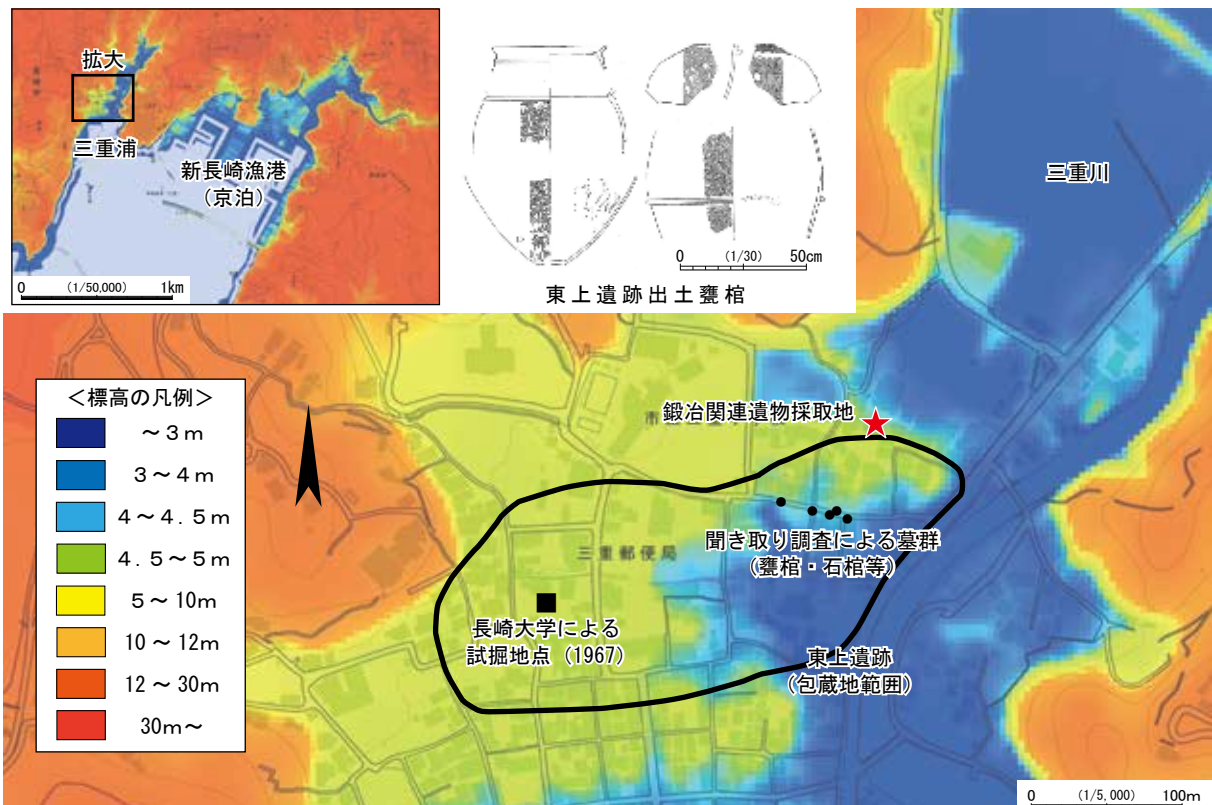 拡大
三重浦
新長崎漁港
(京泊)
0 (1/50,000) 1km
0 (1/30) 50cm
東上遺跡出土甕棺
三重川
＜標高の凡例＞
～3m
3～4m
4～4.5m
4.5～5m
5～10m
10～12m
12～30m
30m～
鍛冶関連遺物採取地
聞き取り調査による墓群
(甕棺・石棺等)
三重郵便局
長崎大学による
試掘地点(1967)
東上遺跡
(包蔵地範囲)
0 (1/5,000) 100m